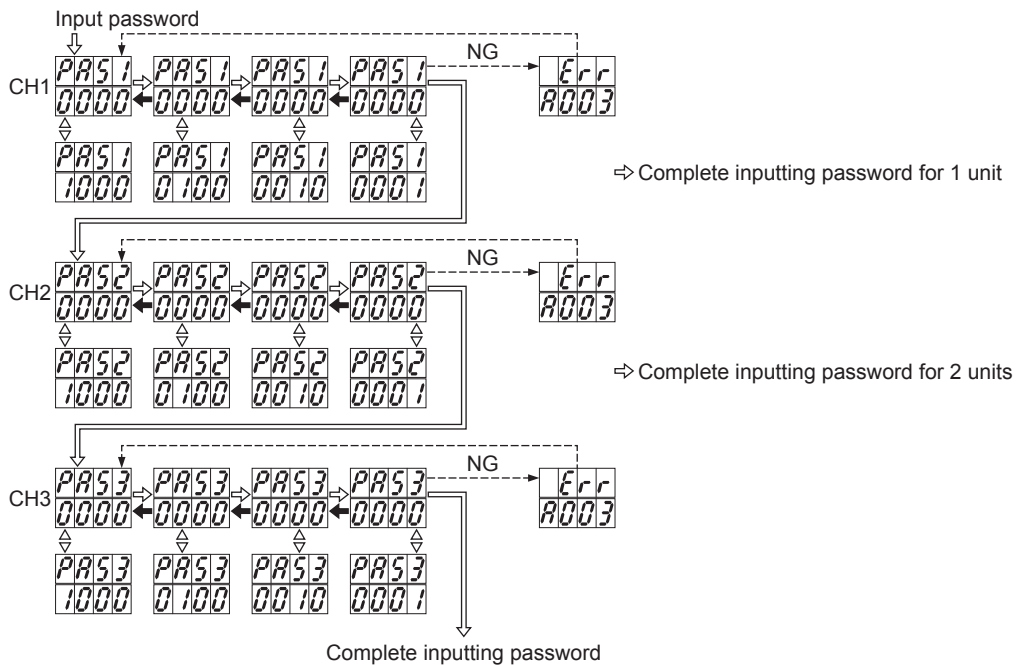 Input password
NG
CH1
PAS1 PAS1 PAS1 PAS1 Err
0000 0000 0000 0000 A003
PAS1 PAS1 PAS1 PAS1
1000 0100 0010 0001
Complete inputting password for 1 unit
NG
CH2
PAS2 PAS2 PAS2 PAS2 Err
0000 0000 0000 0000 A003
PAS2 PAS2 PAS2 PAS2
1000 0100 0010 0001
Complete inputting password for 2 units
NG
CH3
PAS3 PAS3 PAS3 PAS3 Err
0000 0000 0000 0000 A003
PAS3 PAS3 PAS3 PAS3
1000 0100 0010 0001
Complete inputting password